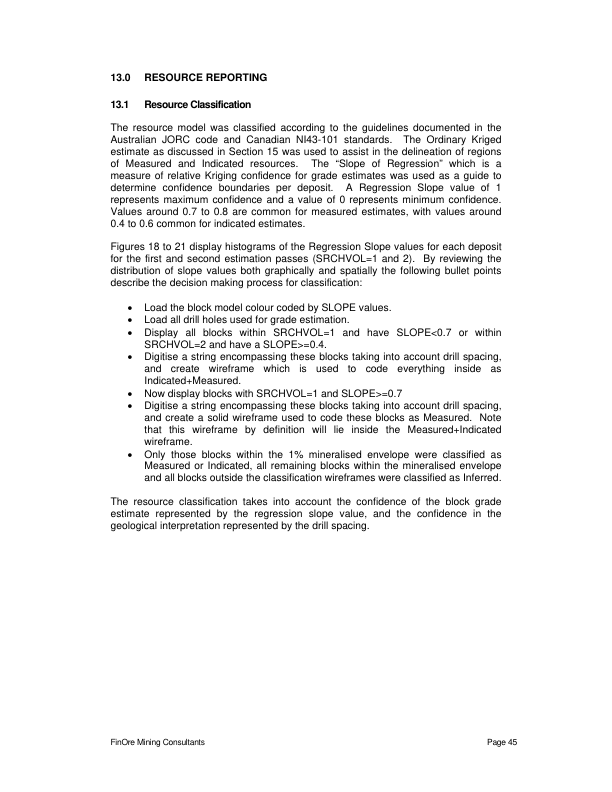 13.0 RESOURCE REPORTING
13.1 Resource Classification
The resource model was classified according to the guidelines documented in the
Australian JORC code and Canadian NI43-101 standards. The Ordinary Kriged
estimate as discussed in Section 15 was used to assist in the delineation of regions
of Measured and Indicated resources. The “Slope of Regression” which is a
measure of relative Kriging confidence for grade estimates was used as a guide to
determine confidence boundaries per deposit. A Regression Slope value of 1
represents maximum confidence and a value of 0 represents minimum confidence.
Values around 0.7 to 0.8 are common for measured estimates, with values around
0.4 to 0.6 common for indicated estimates.
Figures 18 to 21 display histograms of the Regression Slope values for each deposit
for the first and second estimation passes (SRCHVOL=1 and 2). By reviewing the
distribution of slope values both graphically and spatially the following bullet points
describe the decision making process for classification:
• Load the block model colour coded by SLOPE values.
• Load all drill holes used for grade estimation.
• Display all blocks within SRCHVOL=1 and have SLOPE<0.7 or within
SRCHVOL=2 and have a SLOPE>=0.4.
• Digitise a string encompassing these blocks taking into account drill spacing,
and create wireframe which is used to code everything inside as
Indicated+Measured.
• Now display blocks with SRCHVOL=1 and SLOPE>=0.7
• Digitise a string encompassing these blocks taking into account drill spacing,
and create a solid wireframe used to code these blocks as Measured. Note
that this wireframe by definition will lie inside the Measured+Indicated
wireframe.
• Only those blocks within the 1% mineralised envelope were classified as
Measured or Indicated, all remaining blocks within the mineralised envelope
and all blocks outside the classification wireframes were classified as Inferred.
The resource classification takes into account the confidence of the block grade
estimate represented by the regression slope value, and the confidence in the
geological interpretation represented by the drill spacing.
FinOre Mining Consultants Page 45